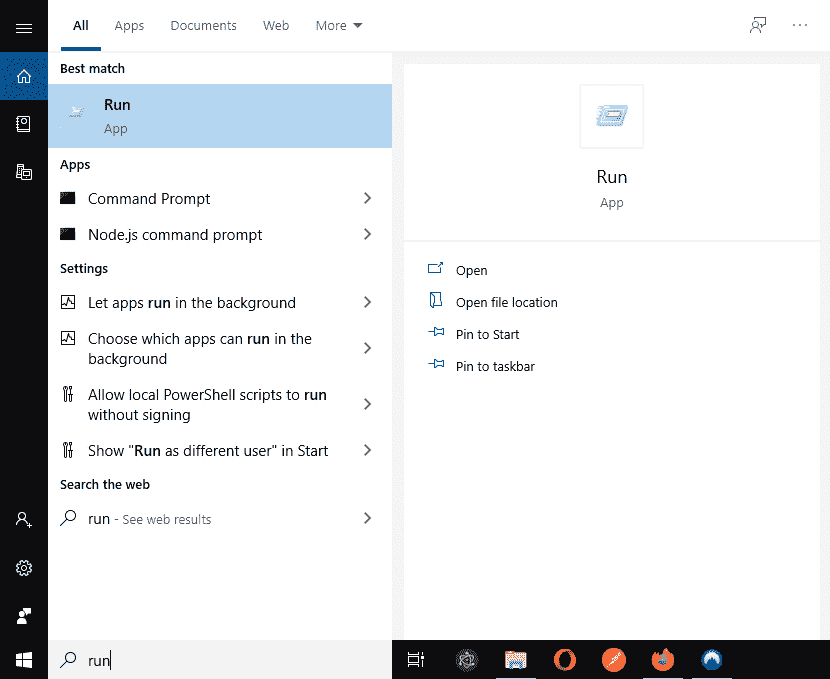 All Apps Documents Web More
Best match
Run
App
Apps
Command Prompt
Node.js command prompt
Settings
Let apps run in the background
Choose which apps can run in the
background
Allow local PowerShell scripts to run
without signing
Show "Run as different user" in Start
Search the web
run - See web results
run
Run
App
Open
Open file location
Pin to Start
Pin to taskbar